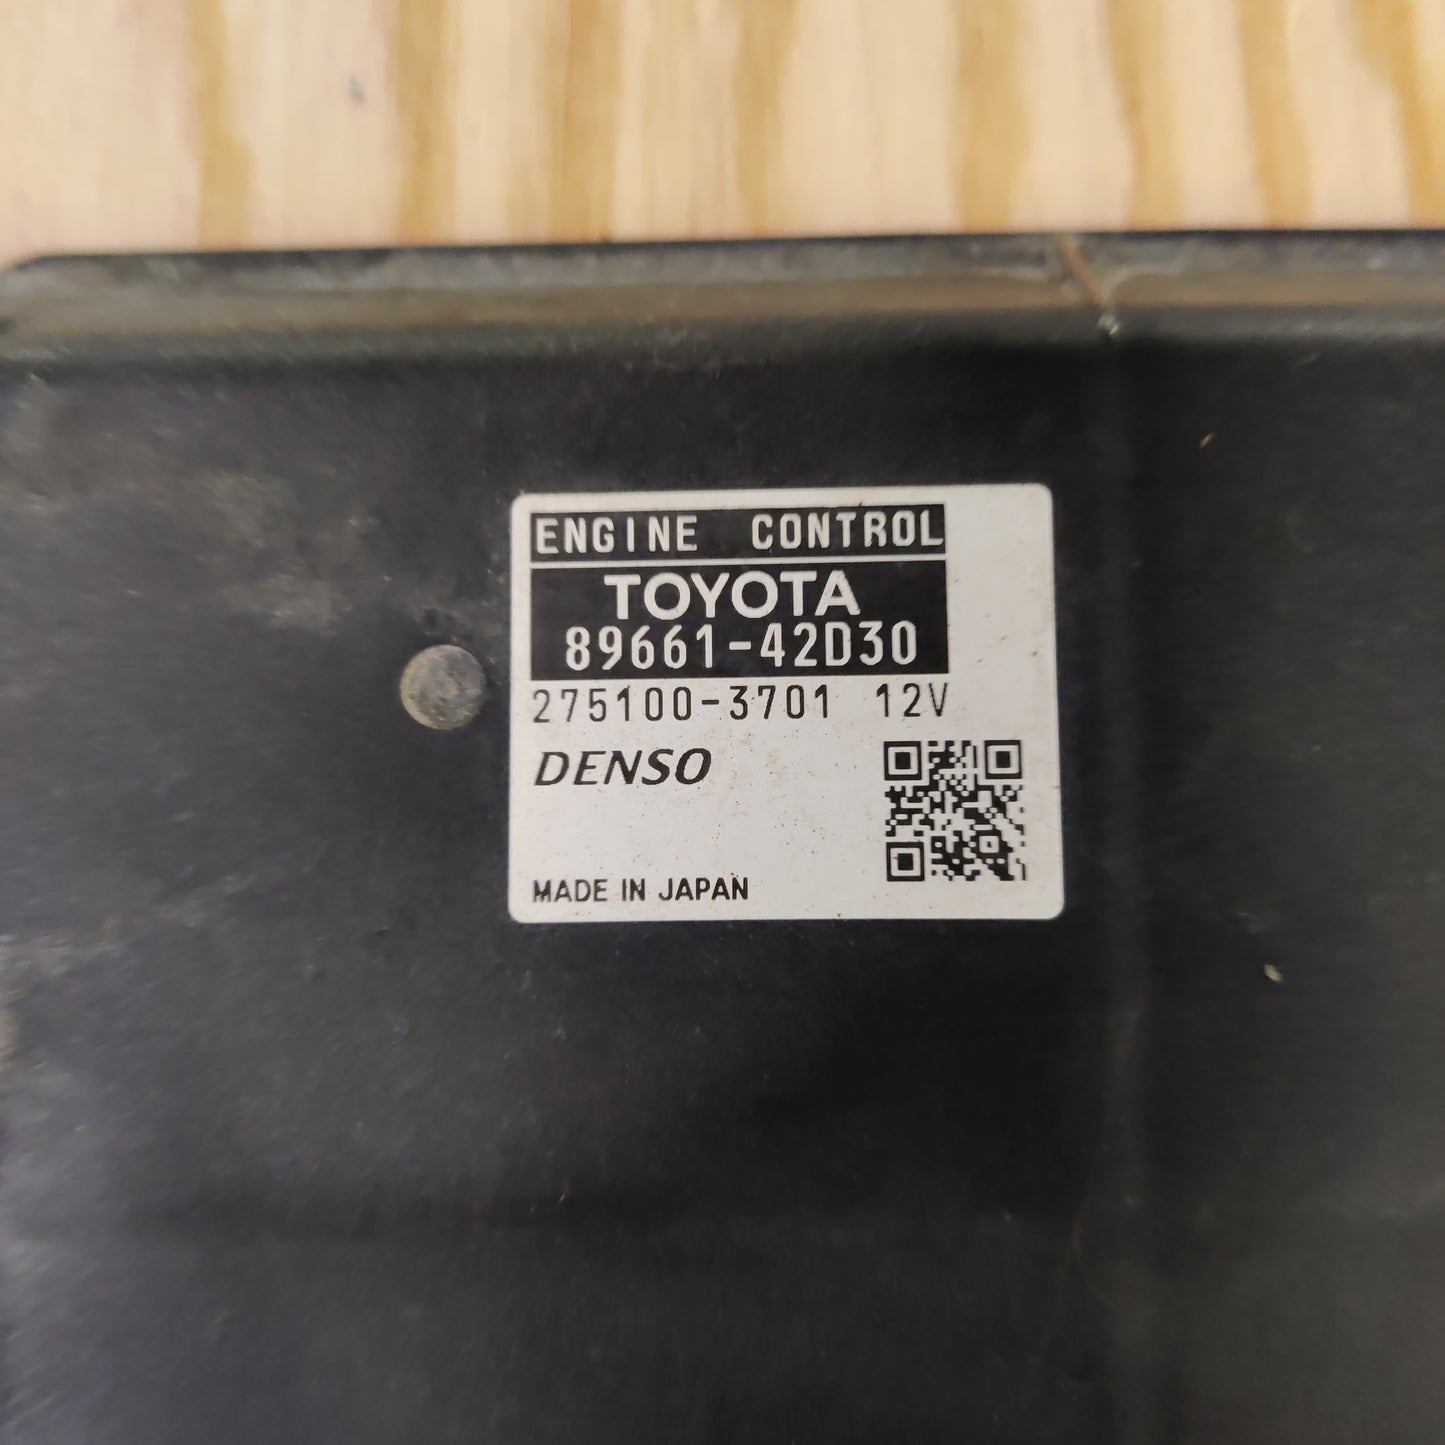 ENGINE CONTROL
TOYOTA
89661-42D30
275100-3701 12V
DENSO
MADE IN JAPAN